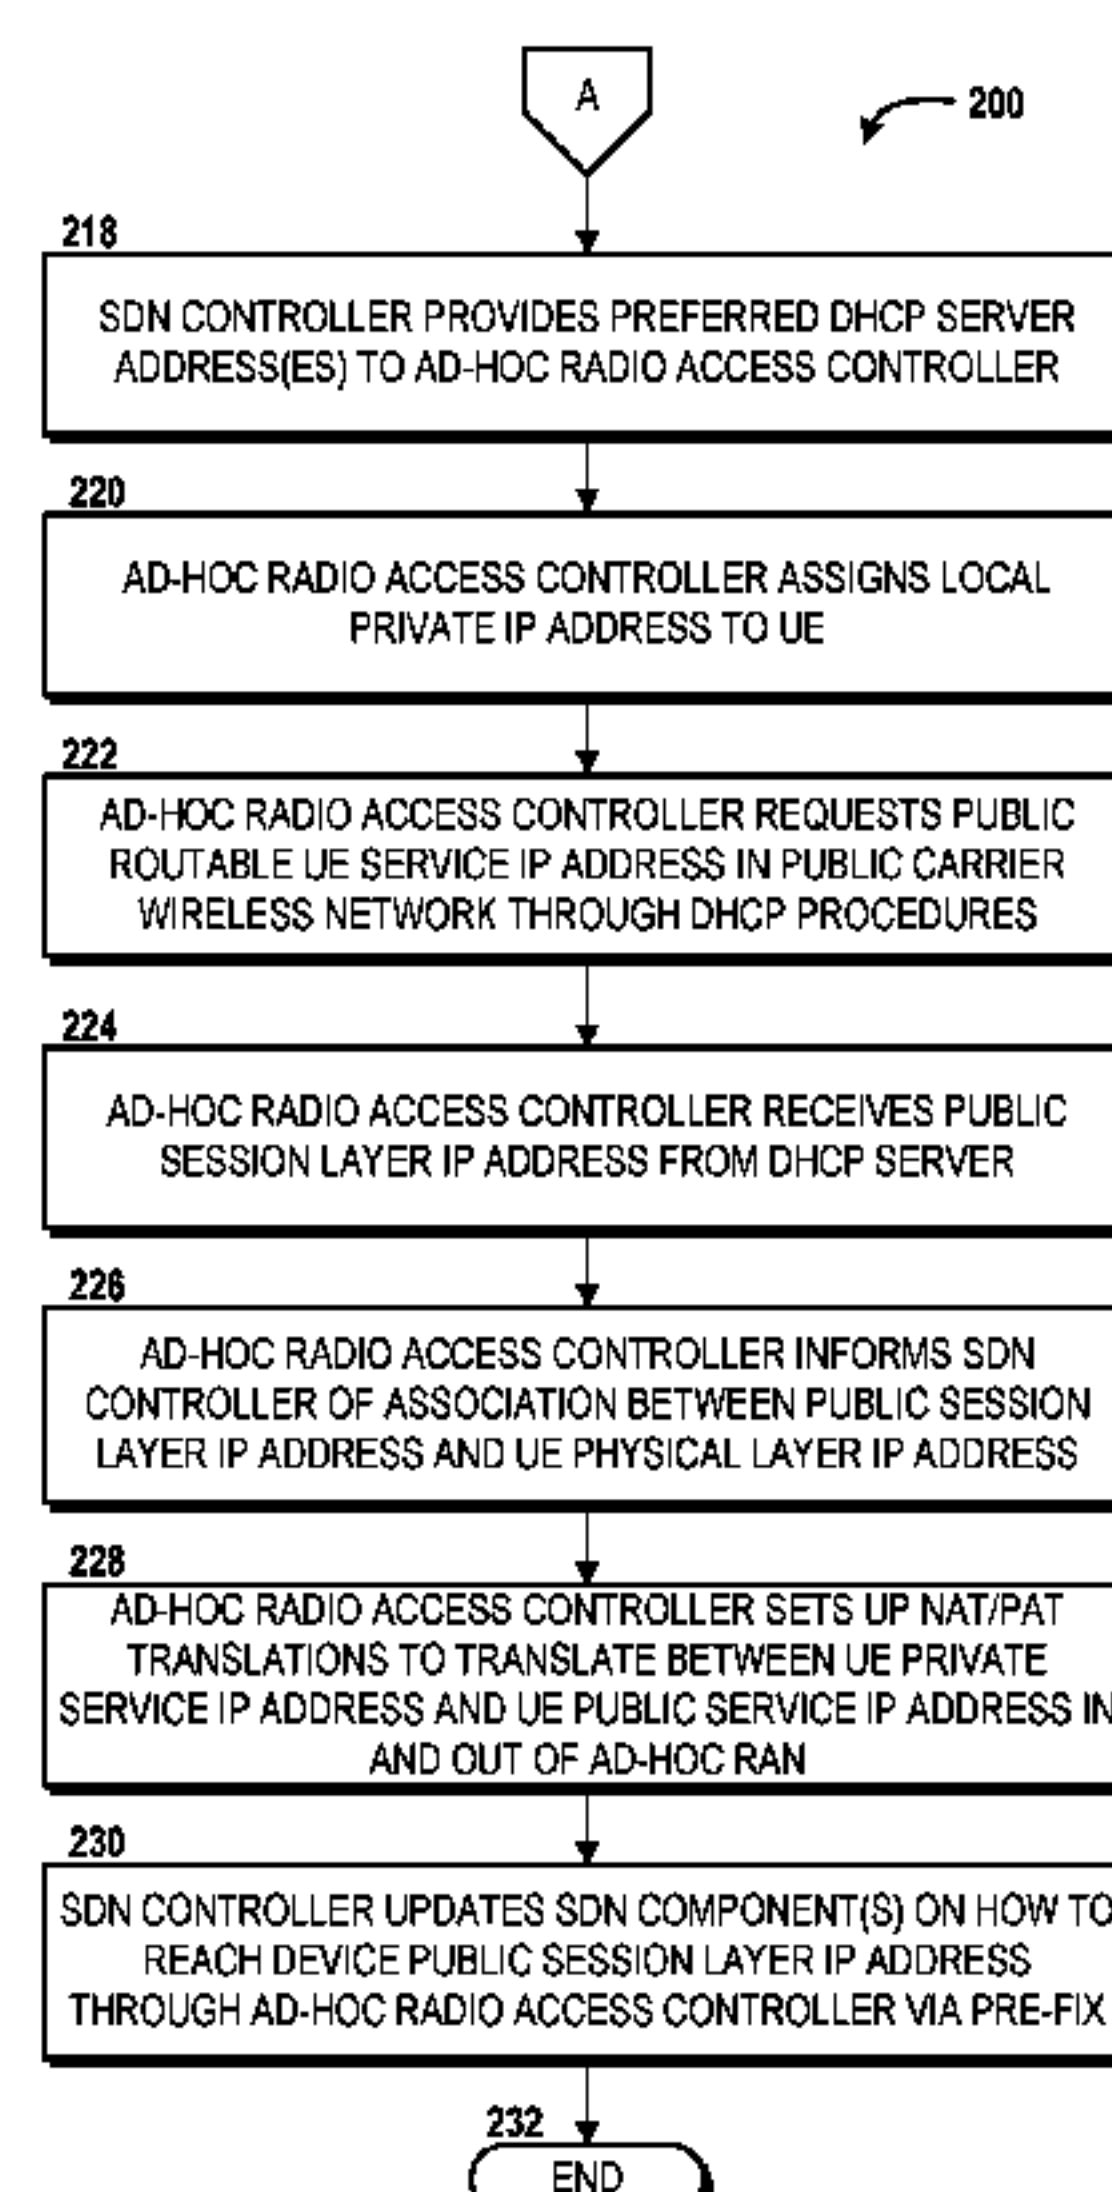 A
200
218
SDN CONTROLLER PROVIDES PREFERRED DHCP SERVER
ADDRESS(ES) TO AD-HOC RADIO ACCESS CONTROLLER
220
AD-HOC RADIO ACCESS CONTROLLER ASSIGNS LOCAL
PRIVATE IP ADDRESS TO UE
222
AD-HOC RADIO ACCESS CONTROLLER REQUESTS PUBLIC
ROUTABLE UE SERVICE IP ADDRESS IN PUBLIC CARRIER
WIRELESS NETWORK THROUGH DHCP PROCEDURES
224
AD-HOC RADIO ACCESS CONTROLLER RECEIVES PUBLIC
SESSION LAYER IP ADDRESS FROM DHCP SERVER
226
AD-HOC RADIO ACCESS CONTROLLER INFORMS SDN
CONTROLLER OF ASSOCIATION BETWEEN PUBLIC SESSION
LAYER IP ADDRESS AND UE PHYSICAL LAYER IP ADDRESS
228
AD-HOC RADIO ACCESS CONTROLLER SETS UP NAT/PAT
TRANSLATIONS TO TRANSLATE BETWEEN UE PRIVATE
SERVICE IP ADDRESS AND UE PUBLIC SERVICE IP ADDRESS IN
AND OUT OF AD-HOC RAN
230
SDN CONTROLLER UPDATES SDN COMPONENT(S) ON HOW TO
REACH DEVICE PUBLIC SESSION LAYER IP ADDRESS
THROUGH AD-HOC RADIO ACCESS CONTROLLER VIA PRE-FIX
232
END